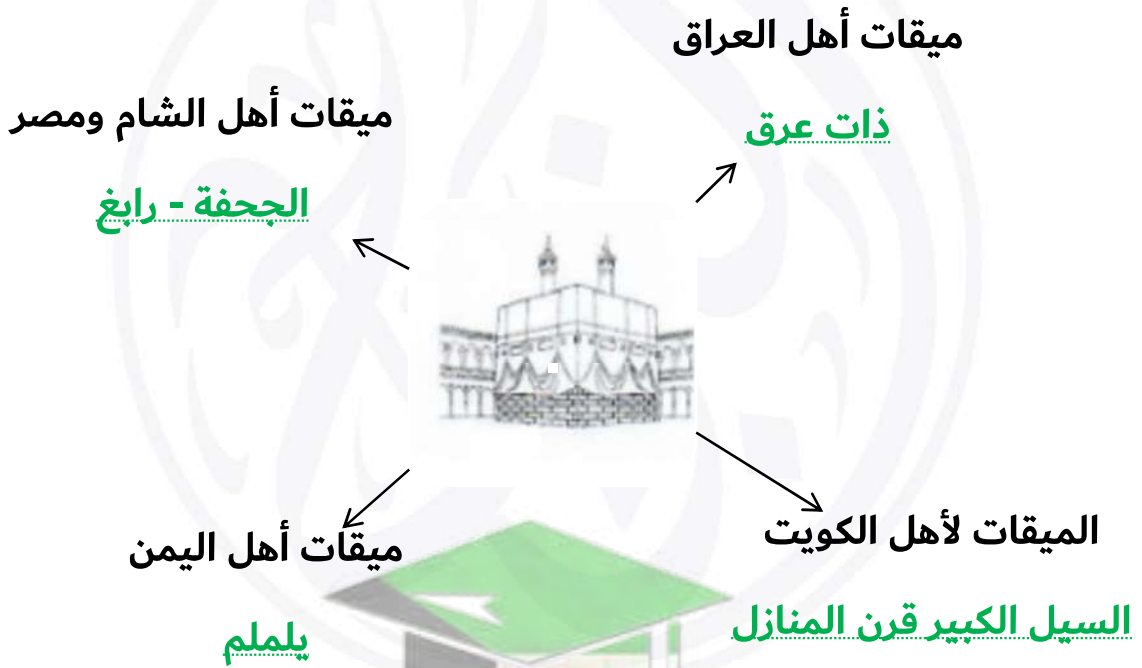 ميقات أهل العراق
ذات عرق
ميقات أهل الشام ومصر
الجحفة - رابغ
الميقات لأهل الكويت
السيل الكبير قرن المنازل
ميقات أهل اليمن
يلملم